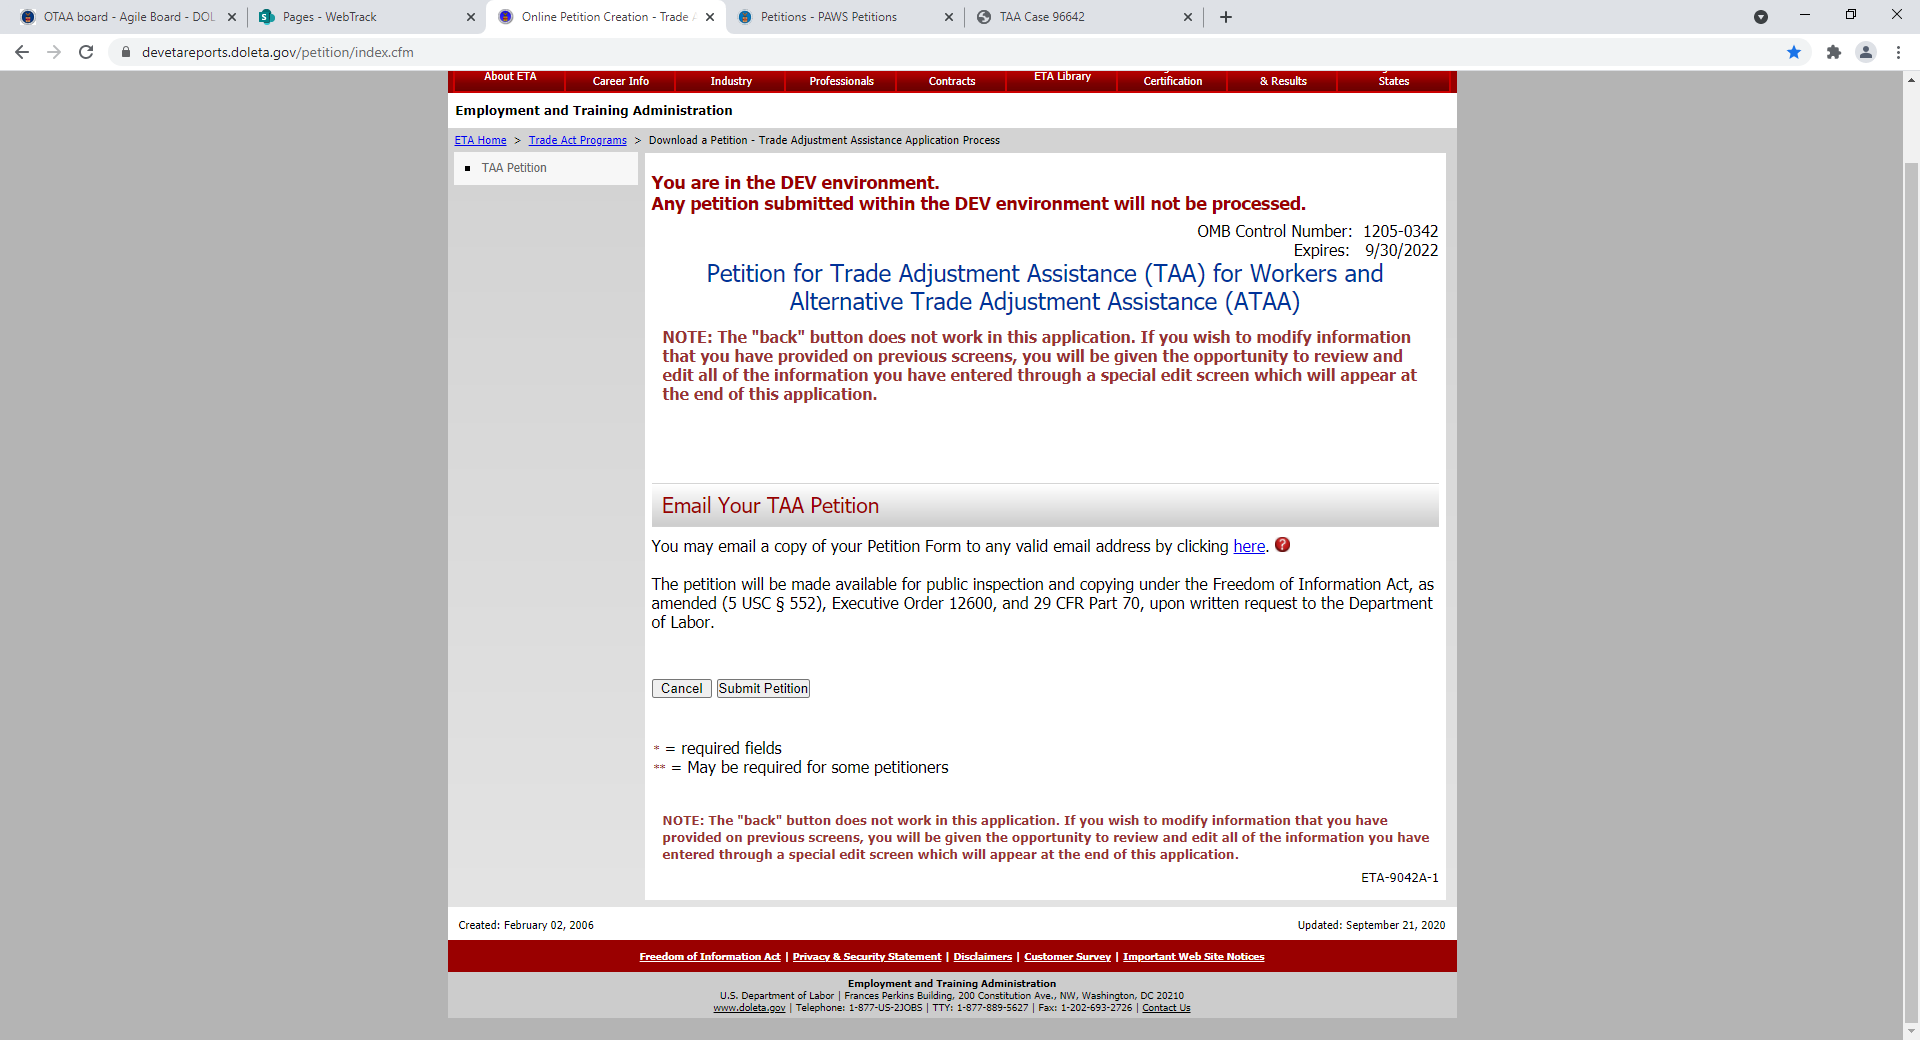 OTAA board - Agile Board - DOL
Pages - WebTrack
Online Petition Creation - Trade
Petitions - PAWS Petitions
TAA Case 96642
devetareports.doleta.gov/petition/index.cfm
About ETA
Career Info
Industry
Professionals
Contracts
ETA Library
Certification
& Results
States
Employment and Training Administration
ETA Home > Trade Act Programs > Download a Petition - Trade Adjustment Assistance Application Process
TAA Petition
You are in the DEV environment.
Any petition submitted within the DEV environment will not be processed.
OMB Control Number: 1205-0342
Expires: 9/30/2022
Petition for Trade Adjustment Assistance (TAA) for Workers and
Alternative Trade Adjustment Assistance (ATAA)
NOTE: The "back" button does not work in this application. If you wish to modify information
that you have provided on previous screens, you will be given the opportunity to review and
edit all of the information you have entered through a special edit screen which will appear at
the end of this application.
Email Your TAA Petition
You may email a copy of your Petition Form to any valid email address by clicking here. ?
The petition will be made available for public inspection and copying under the Freedom of Information Act, as
amended (5 USC § 552), Executive Order 12600, and 29 CFR Part 70, upon written request to the Department
of Labor.
Cancel Submit Petition
* = required fields
** = May be required for some petitioners
NOTE: The "back" button does not work in this application. If you wish to modify information that you have
provided on previous screens, you will be given the opportunity to review and edit all of the information you have
entered through a special edit screen which will appear at the end of this application.
ETA-9042A-1
Created: February 02, 2006
Updated: September 21, 2020
Freedom of Information Act | Privacy & Security Statement | Disclaimers | Customer Survey | Important Web Site Notices
Employment and Training Administration
U.S. Department of Labor | Frances Perkins Building, 200 Constitution Ave., NW, Washington, DC 20210
www.doleta.gov | Telephone: 1-877-US-2JOBS | TTY: 1-877-889-5627 | Fax: 1-202-693-2726 | Contact Us